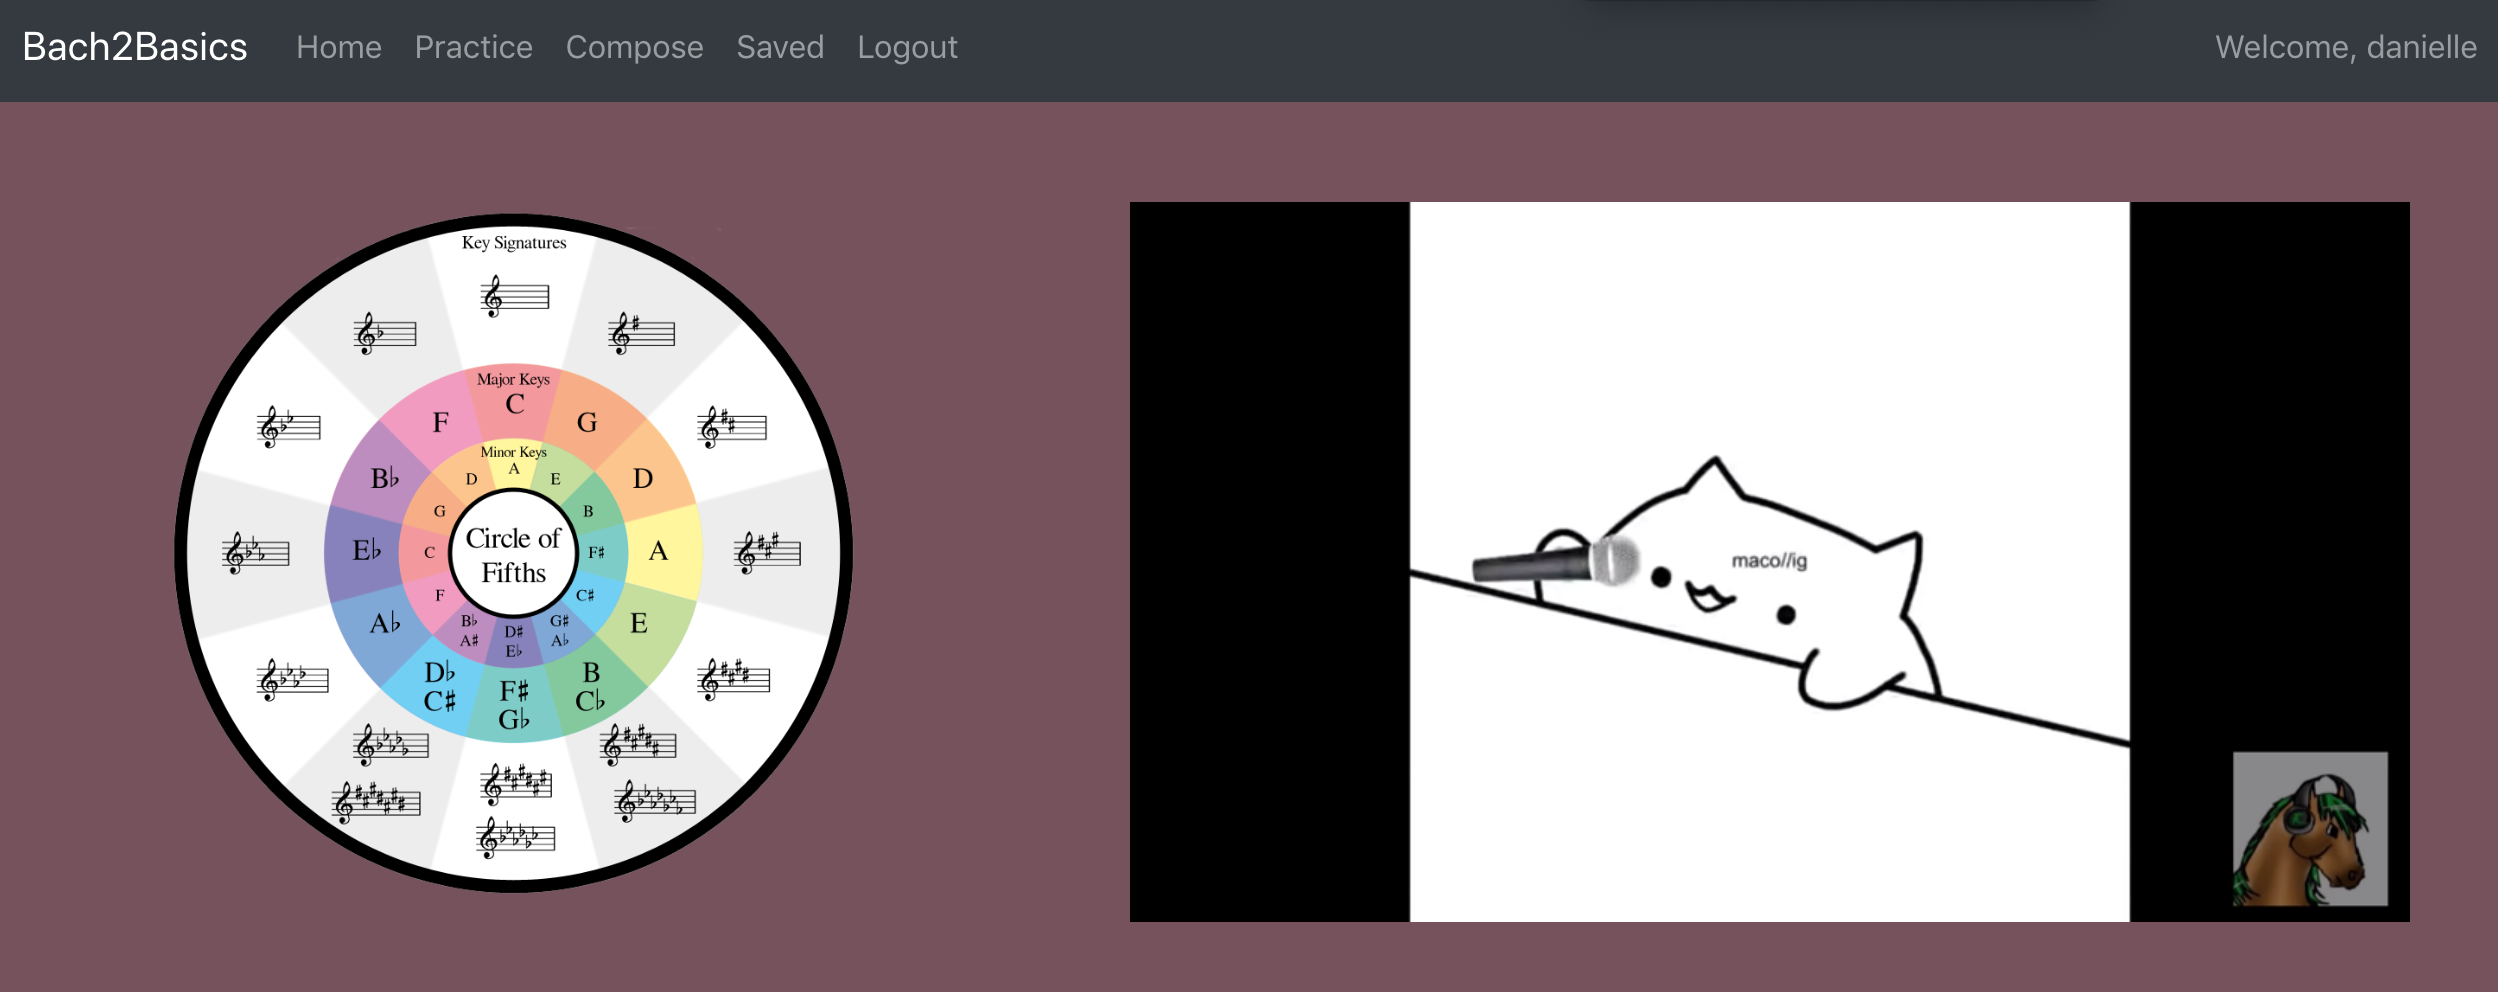 Bach2Basics
Home
Practice
Compose
Saved
Logout
Welcome, danielle
Key Signatures
Major Keys
C
G
D
A
E
B
C♭
F♯
G♭
D♭
C♯
A♭
E♭
B♭
F
Minor Keys
A
E
B
F♯
C♯
G♯
A♭
D♯
E♭
B♭
A♯
F
C
G
D
Circle of
Fifths
maco//ig